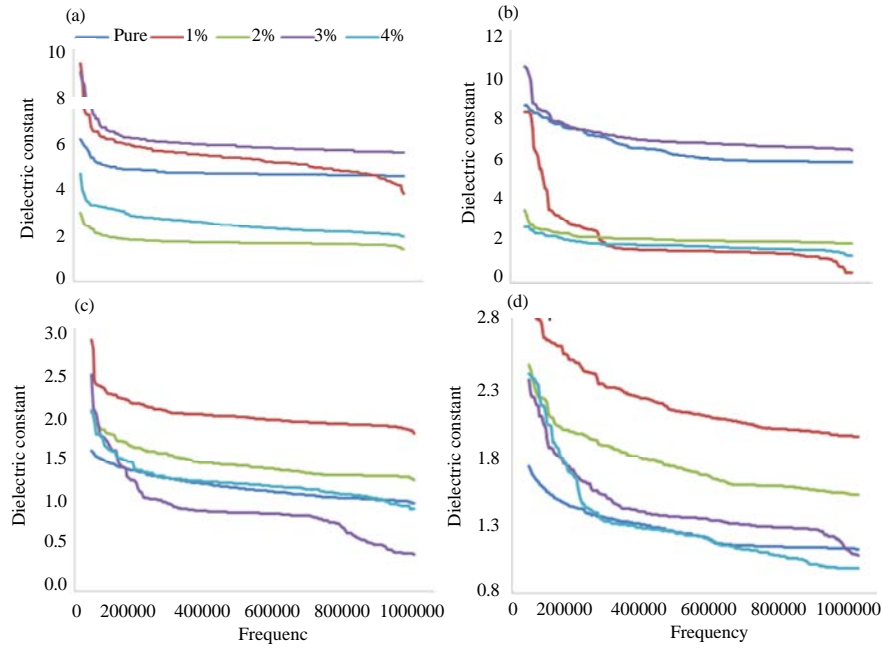 (a)
Pure 1% 2% 3% 4%
Dielectric constant
10
8
6
4
2
0
(b)
Dielectric constant
12
10
8
6
4
2
0
(c)
Dielectric constant
3.0
2.5
2.0
1.5
1.0
0.5
0.0
0 200000 400000 600000 800000 1000000
Frequenc
(d)
Dielectric constant
2.8
2.3
1.8
1.3
0.8
0 200000 400000 600000 800000 1000000
Frequency